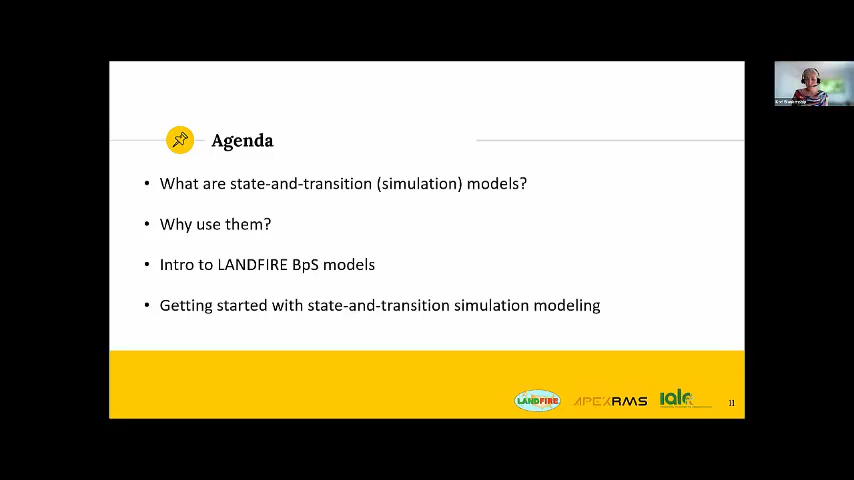 Agenda
• What are state-and-transition (simulation) models?
• Why use them?
• Intro to LANDFIRE BpS models
• Getting started with state-and-transition simulation modeling
LANDFIRE
APEXRMS
iale
11